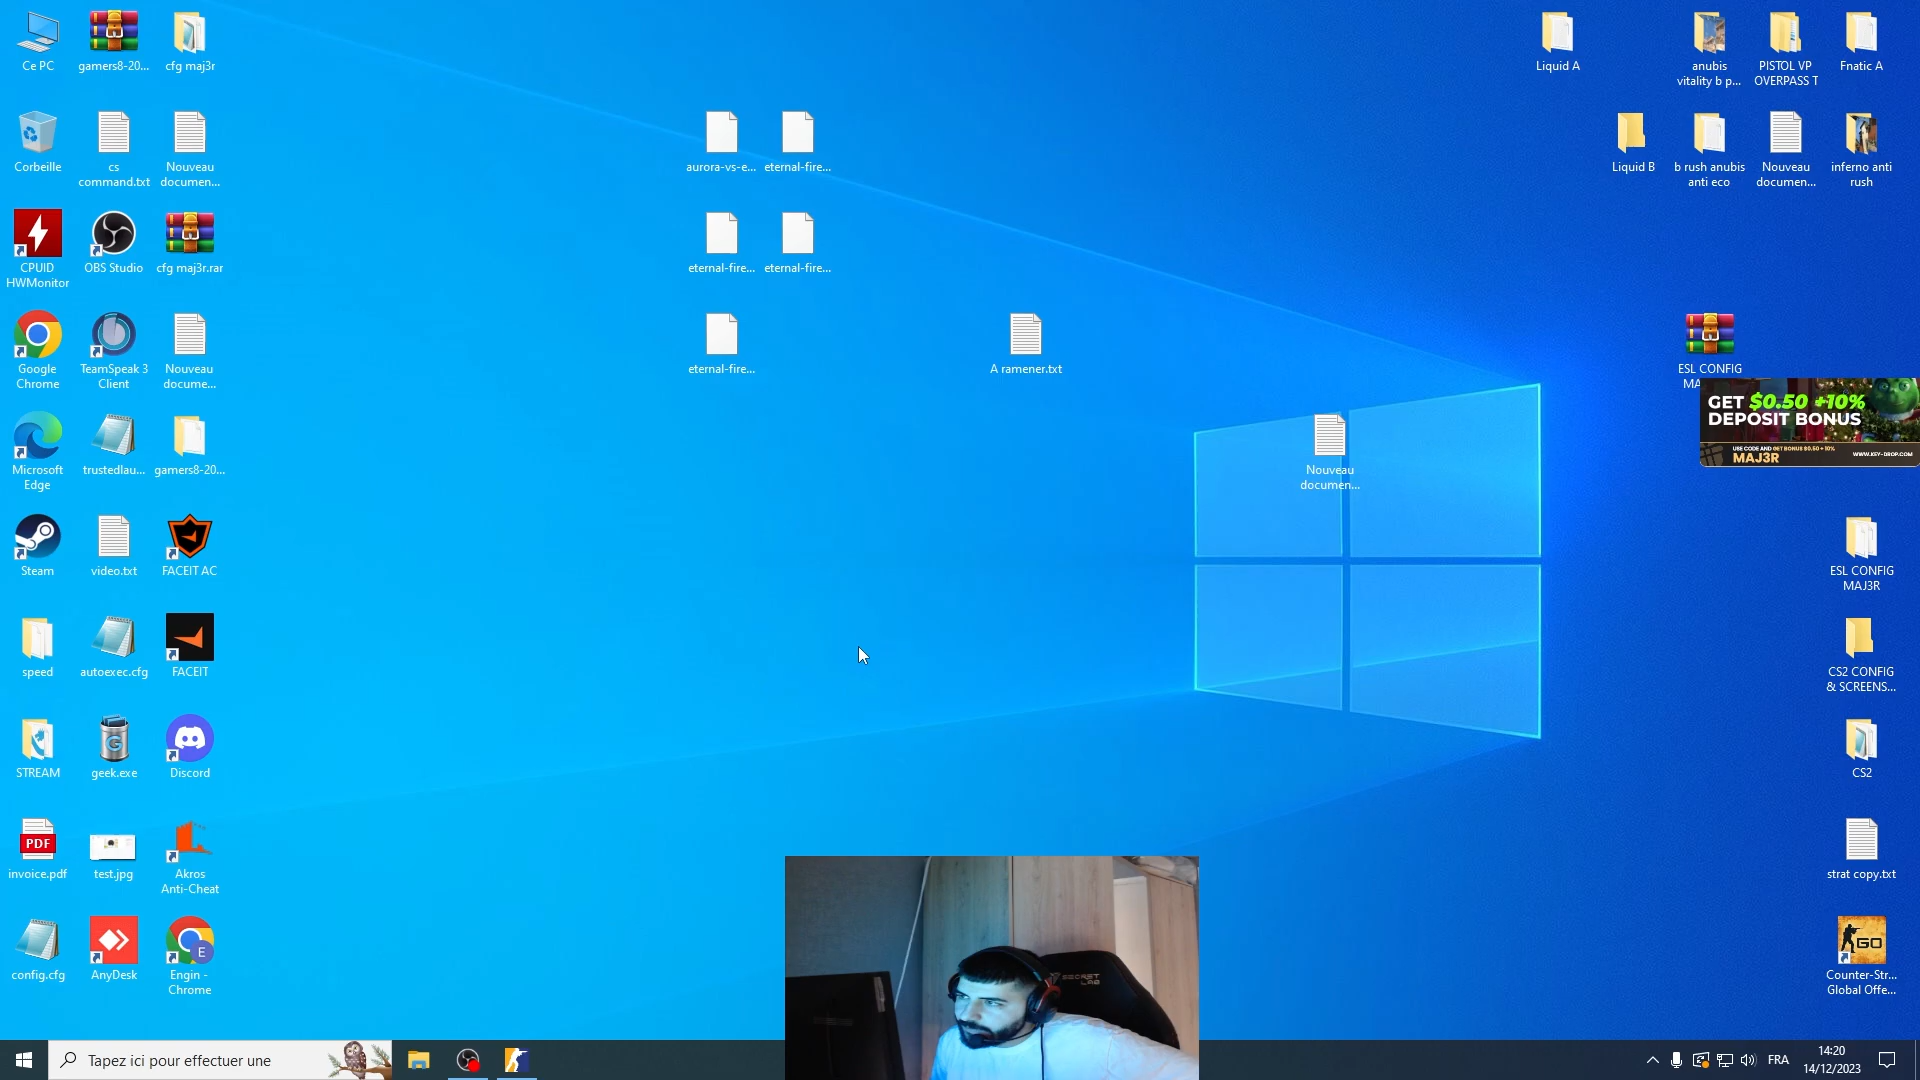 Ce PC
gamers8-20...
cfg maj3r
Corbeille
cs
command.txt
Nouveau
documen...
CPUID
HWMonitor
OBS Studio
cfg maj3r.rar
Google
Chrome
TeamSpeak 3
Client
Nouveau
docume...
Microsoft
Edge
trustedlau...
gamers8-20...
Steam
video.txt
FACEIT AC
speed
autoexec.cfg
FACEIT
STREAM
G
geek.exe
Discord
PDF
invoice.pdf
test.jpg
Akros
Anti-Cheat
config.cfg
AnyDesk
E
Engin -
Chrome
aurora-vs-e...
eternal-fire...
eternal-fire...
eternal-fire...
eternal-fire...
A ramener.txt
Nouveau
documen...
Liquid A
anubis
vitality b p...
PISTOL VP
OVERPASS T
Fnatic A
Liquid B
b rush anubis
anti eco
Nouveau
documen...
inferno anti
rush
ESL CONFIG
MA
GET $0.50 +10%
DEPOSIT BONUS
USE CODE AND GET BONUS $0.50 + 10%
MAJ3R
WWW.KEY-DROP.COM
ESL CONFIG
MAJ3R
CS2 CONFIG
& SCREENS...
CS2
strat copy.txt
GO
Counter-Str...
Global Offe...
SECRET
LAB
Tapez ici pour effectuer une
FRA
14:20
14/12/2023